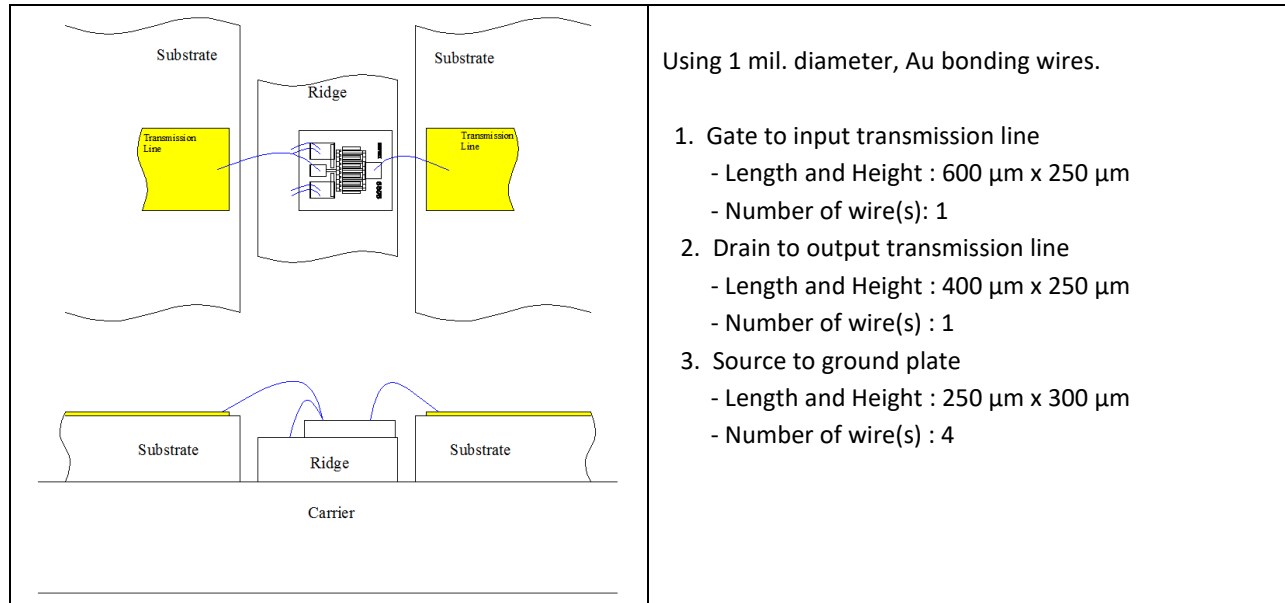 Substrate
Substrate
Ridge
Transmission
Line
Transmission
Line
Substrate
Ridge
Substrate
Carrier
Using 1 mil. diameter, Au bonding wires.
1. Gate to input transmission line
- Length and Height : 600 µm x 250 µm
- Number of wire(s): 1
2. Drain to output transmission line
- Length and Height : 400 µm x 250 µm
- Number of wire(s) : 1
3. Source to ground plate
- Length and Height : 250 µm x 300 µm
- Number of wire(s) : 4